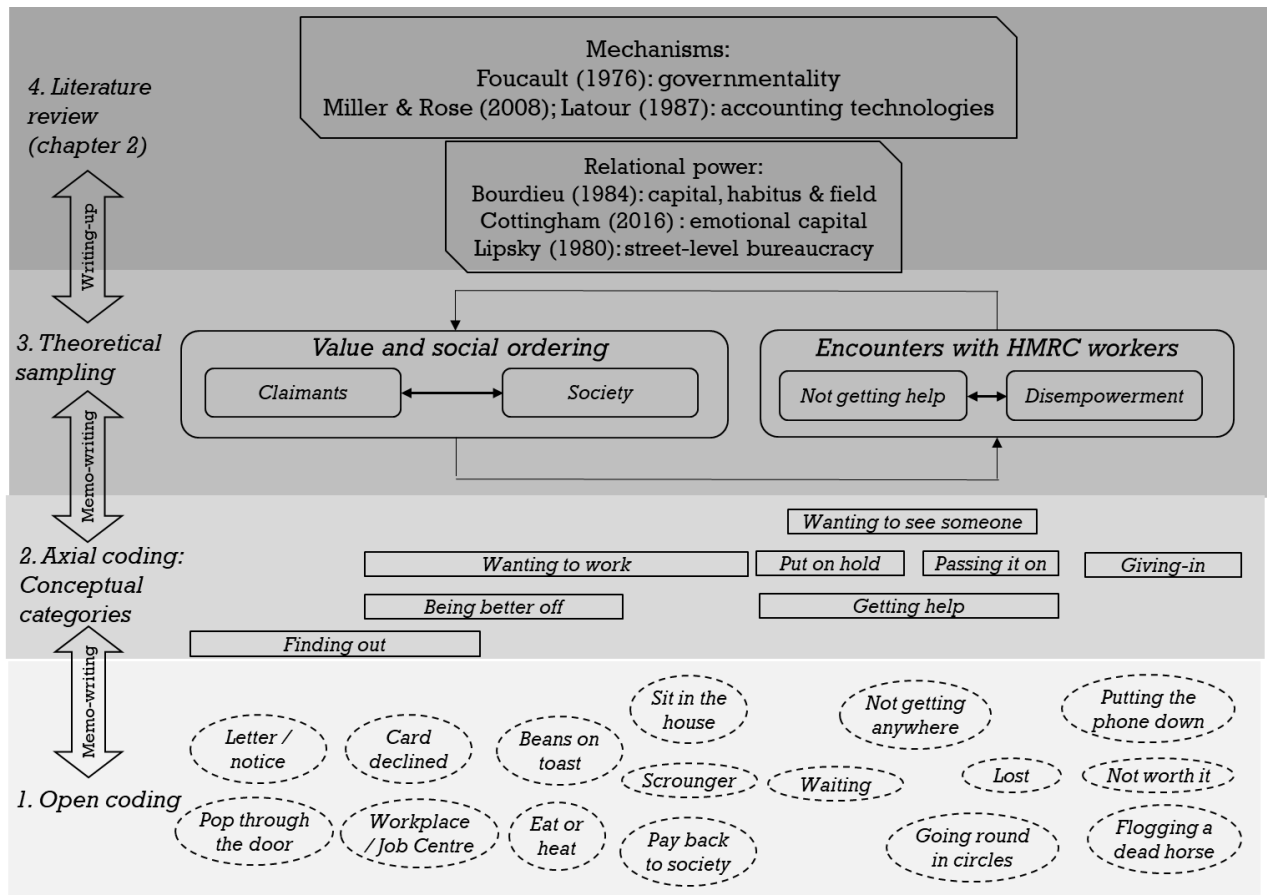 Mechanisms:
Foucault (1976): governmentality
Miller & Rose (2008); Latour (1987): accounting technologies
4. Literature
review
(chapter 2)
Relational power:
Bourdieu (1984): capital, habitus & field
Cottingham (2016) : emotional capital
Lipsky (1980): street-level bureaucracy
Writing-up
3. Theoretical
sampling
Value and social ordering
Claimants
Society
Encounters with HMRC workers
Not getting help
Disempowerment
Memo-writing
2. Axial coding:
Conceptual
categories
Wanting to see someone
Wanting to work
Put on hold
Passing it on
Giving-in
Being better off
Getting help
Finding out
Memo-writing
1. Open coding
Letter /
notice
Card
declined
Beans on
toast
Sit in the
house
Not getting
anywhere
Putting the
phone down
Scrounger
Waiting
Lost
Not worth it
Pop through
the door
Workplace
/ Job Centre
Eat or
heat
Pay back
to society
Going round
in circles
Flogging a
dead horse